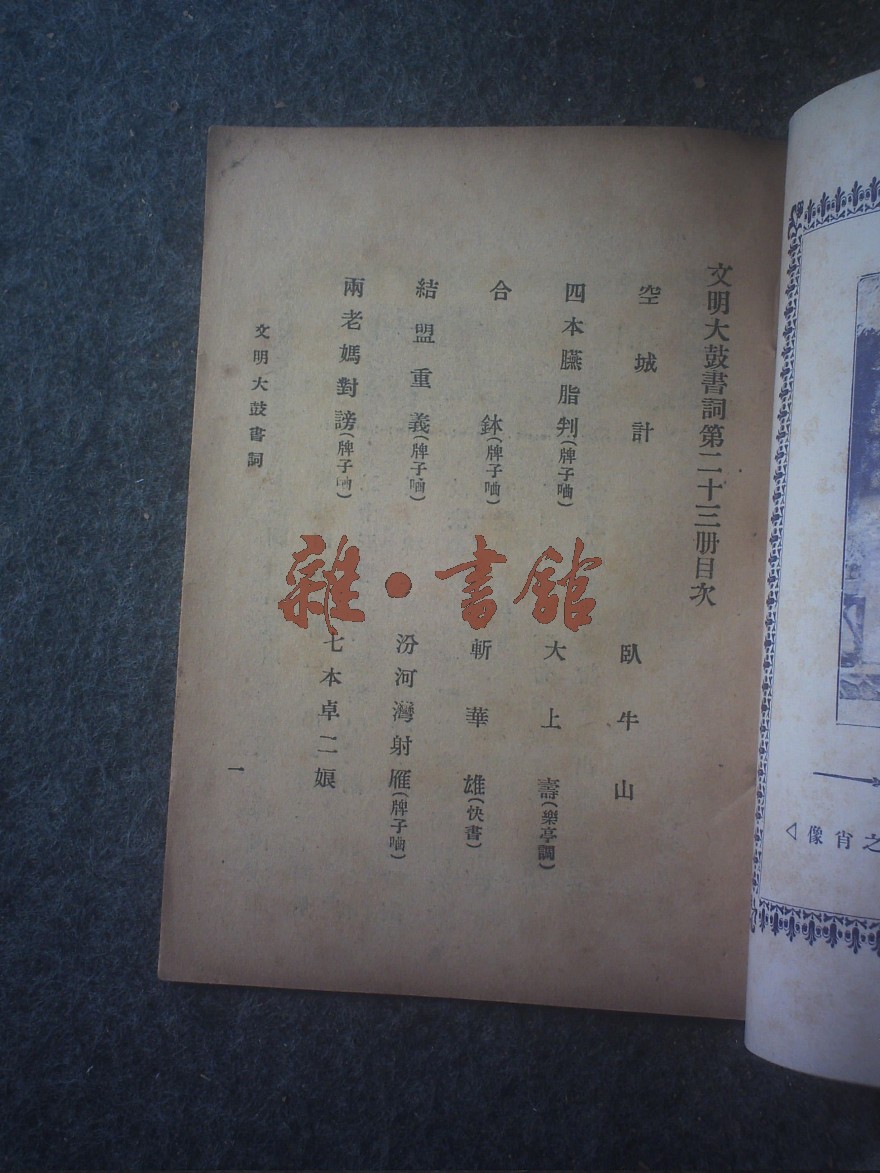 文明大鼓書詞第二十三册目次
空城計
臥牛山
四本臙脂判(牌子曲)
大上壽(樂亭調)
合鉢(牌子曲)
斬華雄(快書)
結盟重義(牌子曲)
汾河灣射雁(牌子曲)
兩老媽對謗(牌子曲)
七本卓二娘
文明大鼓書詞
一
雜·書館
之肖像